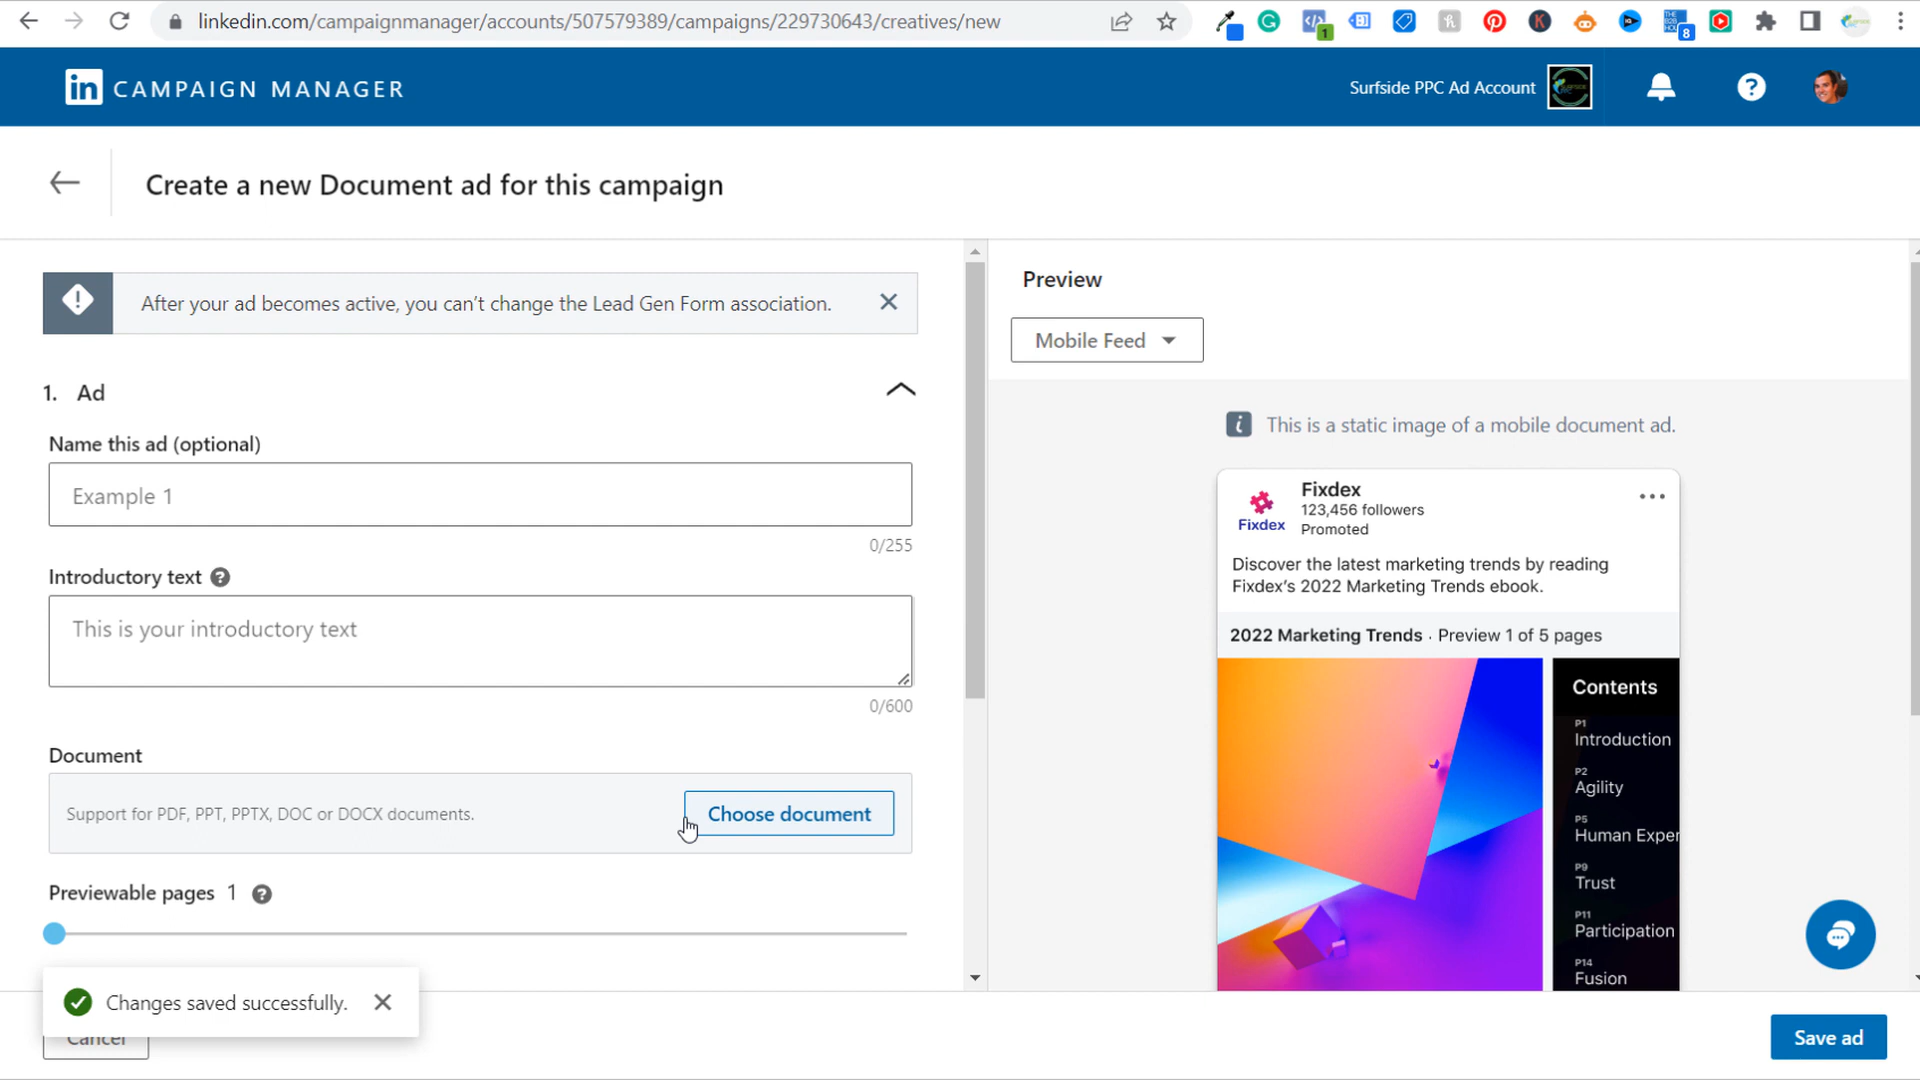 linkedin.com/campaignmanager/accounts/507579389/campaigns/229730643/creatives/new
1
8
in CAMPAIGN MANAGER
Surfside PPC Ad Account
Create a new Document ad for this campaign
After your ad becomes active, you can't change the Lead Gen Form association.
1. Ad
Name this ad (optional)
Example 1
0/255
Introductory text
This is your introductory text
0/600
Document
Support for PDF, PPT, PPTX, DOC or DOCX documents.
Choose document
Previewable pages 1
Changes saved successfully.
Cancel
Preview
Mobile Feed
This is a static image of a mobile document ad.
Fixdex
Fixdex
123,456 followers
Promoted
Discover the latest marketing trends by reading
Fixdex's 2022 Marketing Trends ebook.
2022 Marketing Trends · Preview 1 of 5 pages
Contents
P1
Introduction
P2
Agility
P5
Human Exper
P9
Trust
P11
Participation
P14
Fusion
Save ad